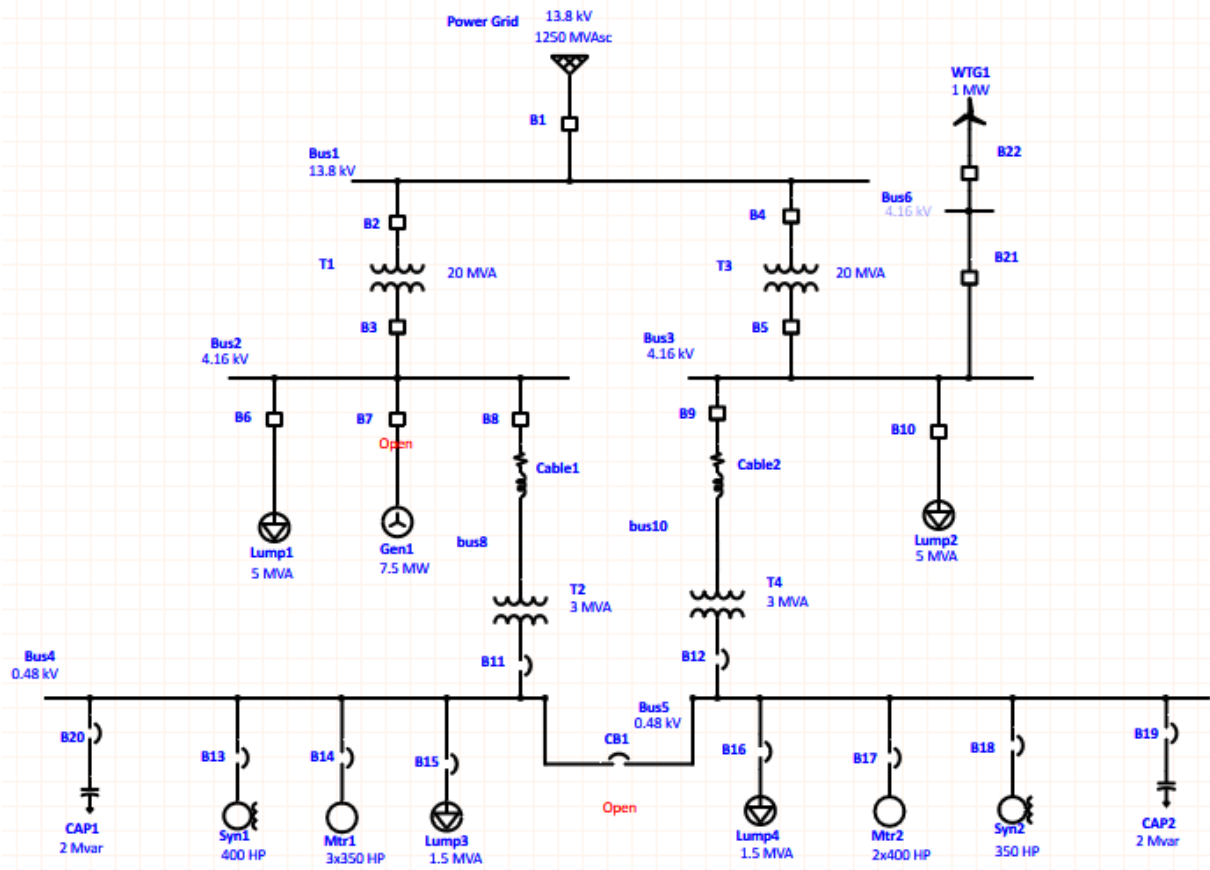 Power Grid
13.8 kV
1250 MVAsc
WTG1
1 MW
B1
B22
Bus1
13.8 kV
Bus6
4.16 kV
B2
B4
B21
T1
20 MVA
T3
20 MVA
B3
B5
Bus2
4.16 kV
Bus3
4.16 kV
B6
B7
Open
B8
B9
B10
Cable1
Cable2
bus8
bus10
Lump1
5 MVA
Gen1
7.5 MW
Lump2
5 MVA
T2
3 MVA
T4
3 MVA
B11
B12
Bus4
0.48 kV
Bus5
0.48 kV
CB1
Open
B20
B13
B14
B15
B16
B17
B18
B19
CAP1
2 Mvar
Syn1
400 HP
Mtr1
3x350 HP
Lump3
1.5 MVA
Lump4
1.5 MVA
Mtr2
2x400 HP
Syn2
350 HP
CAP2
2 Mvar